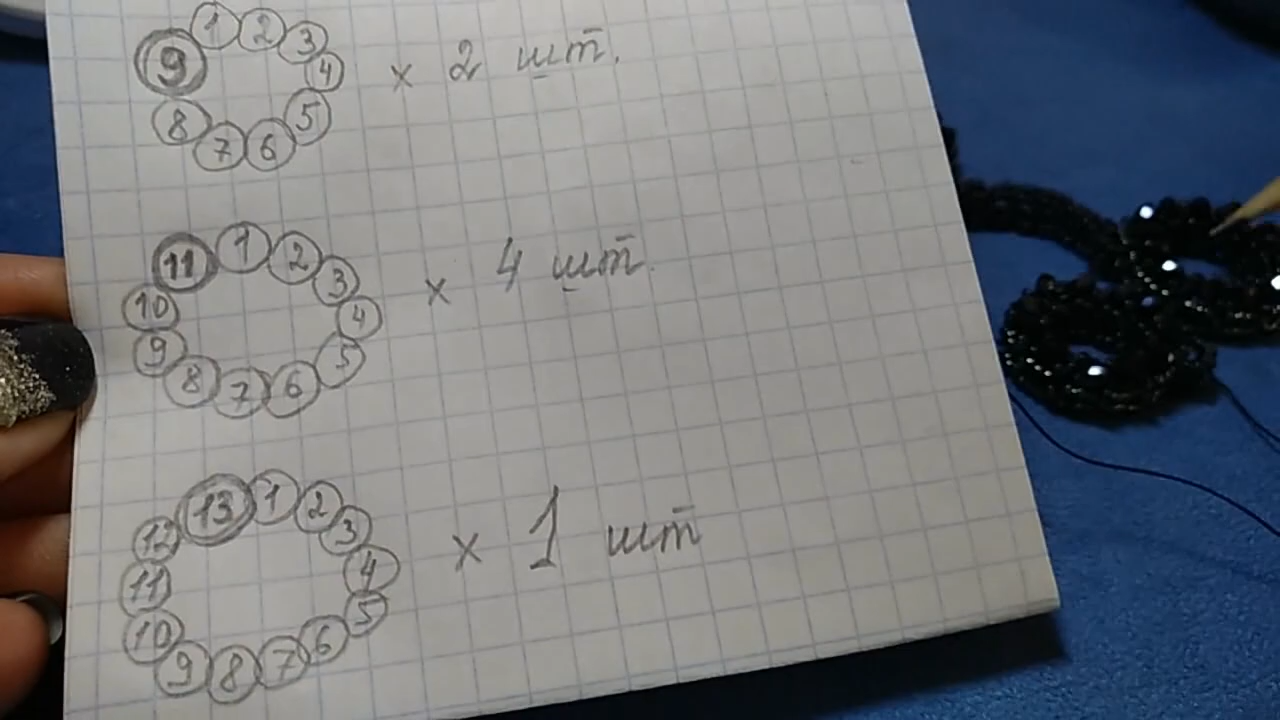 1 2 3 4 5 6 7 8 9 × 2 шт.
1 2 3 4 5 6 7 8 9 10 11 × 4 шт.
1 2 3 4 5 6 7 8 9 10 11 12 13 × 1 шт